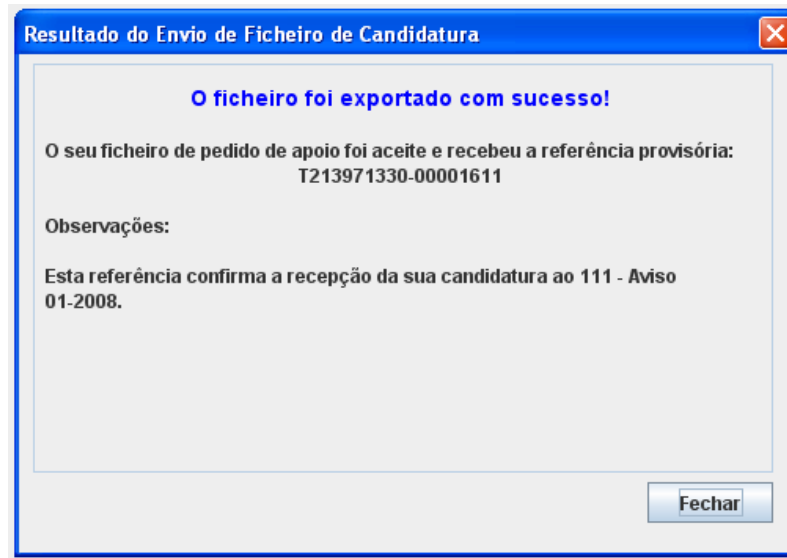 Resultado do Envio de Ficheiro de Candidatura
O ficheiro foi exportado com sucesso!
O seu ficheiro de pedido de apoio foi aceite e recebeu a referência provisória:
T213971330-00001611
Observações:
Esta referência confirma a recepção da sua candidatura ao 111 - Aviso
01-2008.
Fechar